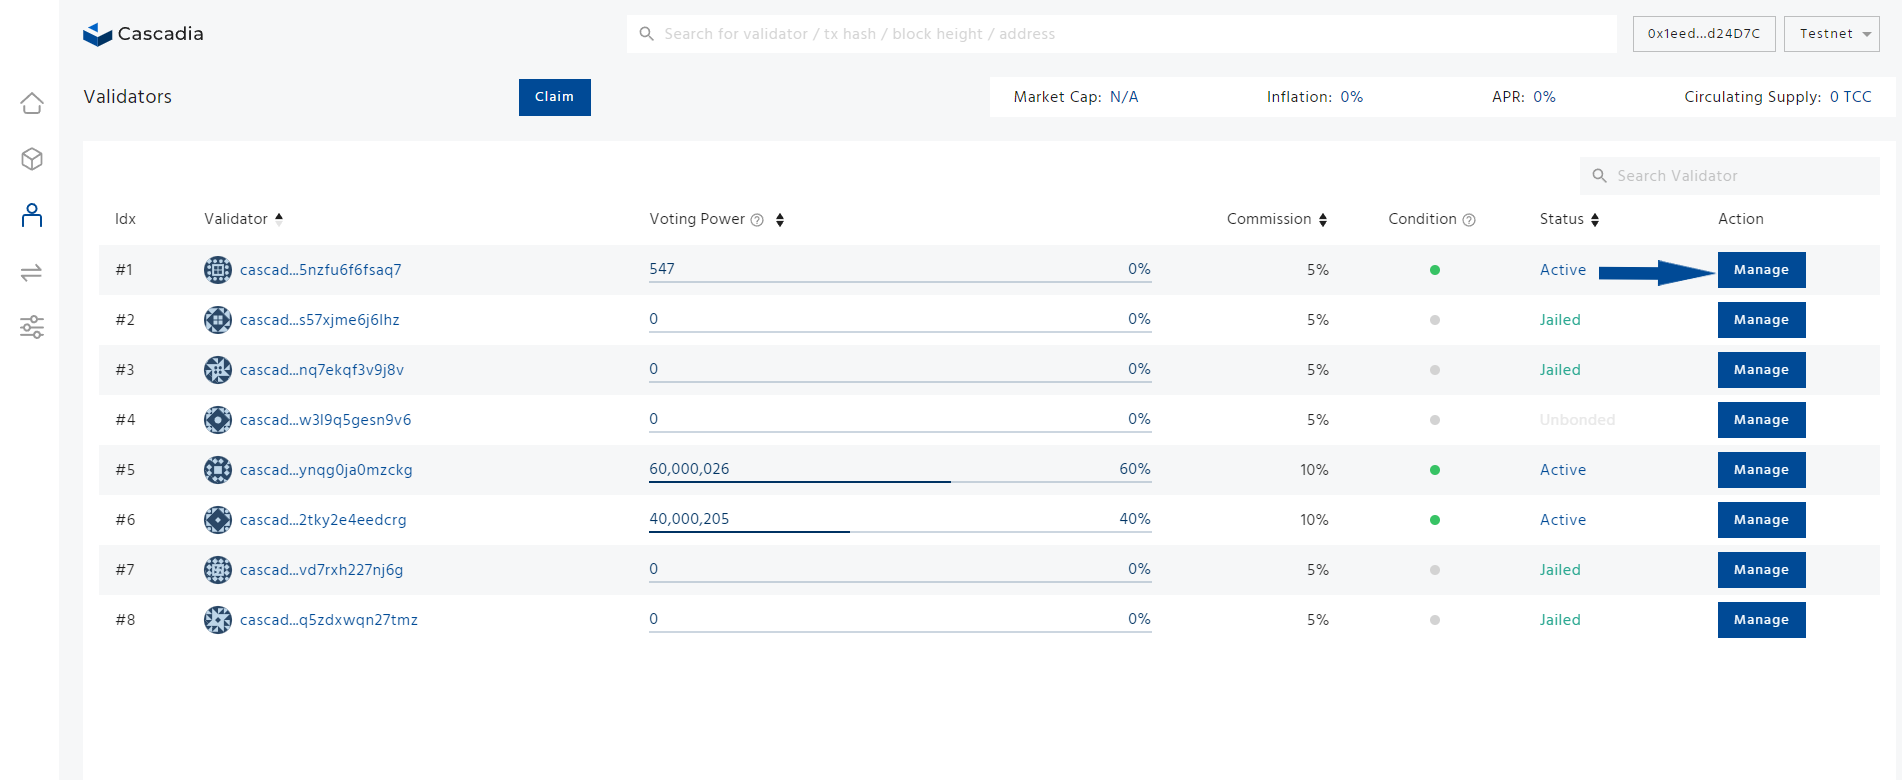 Cascadia
Search for validator / tx hash / block height / address
0x1eed...d24D7C
Testnet
Validators
Claim
Market Cap: N/A
Inflation: 0%
APR: 0%
Circulating Supply: 0 TCC
Search Validator
Idx Validator Voting Power Commission Condition Status Action
#1 cascad...5nzfu6f6fsaq7 547 0% 5% Active Manage
#2 cascad...s57xjme6j6lhz 0 0% 5% Jailed Manage
#3 cascad...nq7ekqf3v9j8v 0 0% 5% Jailed Manage
#4 cascad...w3l9q5gesn9v6 0 0% 5% Unbonded Manage
#5 cascad...ynqg0ja0mzckg 60,000,026 60% 10% Active Manage
#6 cascad...2tky2e4eedcrg 40,000,205 40% 10% Active Manage
#7 cascad...vd7rxh227nj6g 0 0% 5% Jailed Manage
#8 cascad...q5zdxwqn27tmz 0 0% 5% Jailed Manage